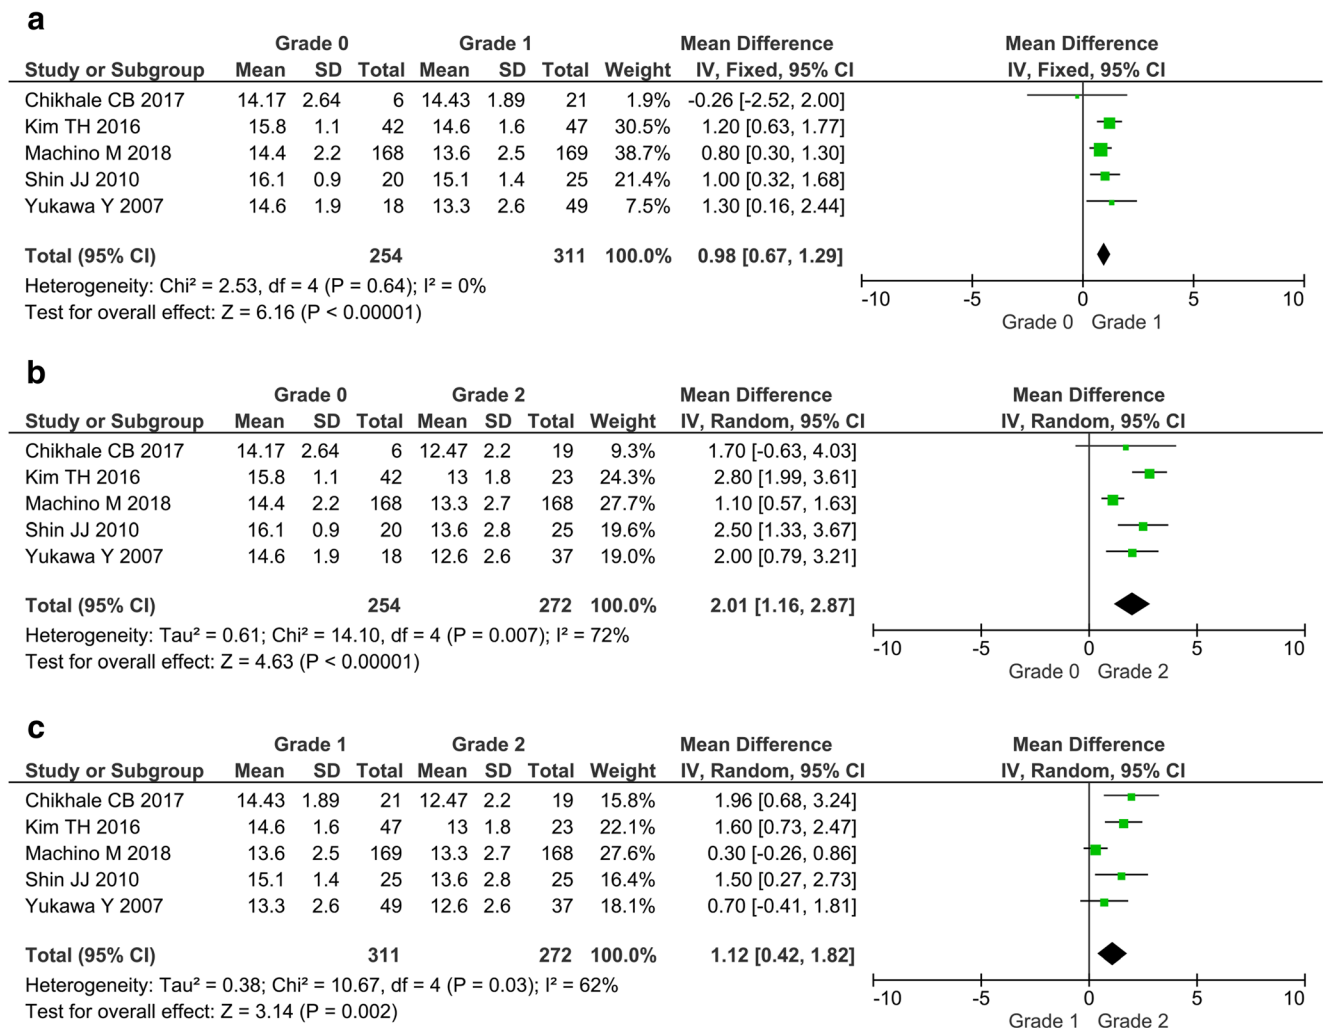 a
Grade 0 Grade 1 Mean Difference Mean Difference
Study or Subgroup Mean SD Total Mean SD Total Weight IV, Fixed, 95% CI IV, Fixed, 95% CI
Chikhale CB 2017 14.17 2.64 6 14.43 1.89 21 1.9% -0.26 [-2.52, 2.00]
Kim TH 2016 15.8 1.1 42 14.6 1.6 47 30.5% 1.20 [0.63, 1.77]
Machino M 2018 14.4 2.2 168 13.6 2.5 169 38.7% 0.80 [0.30, 1.30]
Shin JJ 2010 16.1 0.9 20 15.1 1.4 25 21.4% 1.00 [0.32, 1.68]
Yukawa Y 2007 14.6 1.9 18 13.3 2.6 49 7.5% 1.30 [0.16, 2.44]
Total (95% CI) 254 311 100.0% 0.98 [0.67, 1.29]
Heterogeneity: Chi² = 2.53, df = 4 (P = 0.64); I² = 0%
Test for overall effect: Z = 6.16 (P < 0.00001)
-10 -5 0 5 10
Grade 0 Grade 1
b
Grade 0 Grade 2 Mean Difference Mean Difference
Study or Subgroup Mean SD Total Mean SD Total Weight IV, Random, 95% CI IV, Random, 95% CI
Chikhale CB 2017 14.17 2.64 6 12.47 2.2 19 9.3% 1.70 [-0.63, 4.03]
Kim TH 2016 15.8 1.1 42 13 1.8 23 24.3% 2.80 [1.99, 3.61]
Machino M 2018 14.4 2.2 168 13.3 2.7 168 27.7% 1.10 [0.57, 1.63]
Shin JJ 2010 16.1 0.9 20 13.6 2.8 25 19.6% 2.50 [1.33, 3.67]
Yukawa Y 2007 14.6 1.9 18 12.6 2.6 37 19.0% 2.00 [0.79, 3.21]
Total (95% CI) 254 272 100.0% 2.01 [1.16, 2.87]
Heterogeneity: Tau² = 0.61; Chi² = 14.10, df = 4 (P = 0.007); I² = 72%
Test for overall effect: Z = 4.63 (P < 0.00001)
-10 -5 0 5 10
Grade 0 Grade 2
c
Grade 1 Grade 2 Mean Difference Mean Difference
Study or Subgroup Mean SD Total Mean SD Total Weight IV, Random, 95% CI IV, Random, 95% CI
Chikhale CB 2017 14.43 1.89 21 12.47 2.2 19 15.8% 1.96 [0.68, 3.24]
Kim TH 2016 14.6 1.6 47 13 1.8 23 22.1% 1.60 [0.73, 2.47]
Machino M 2018 13.6 2.5 169 13.3 2.7 168 27.6% 0.30 [-0.26, 0.86]
Shin JJ 2010 15.1 1.4 25 13.6 2.8 25 16.4% 1.50 [0.27, 2.73]
Yukawa Y 2007 13.3 2.6 49 12.6 2.6 37 18.1% 0.70 [-0.41, 1.81]
Total (95% CI) 311 272 100.0% 1.12 [0.42, 1.82]
Heterogeneity: Tau² = 0.38; Chi² = 10.67, df = 4 (P = 0.03); I² = 62%
Test for overall effect: Z = 3.14 (P = 0.002)
-10 -5 0 5 10
Grade 1 Grade 2